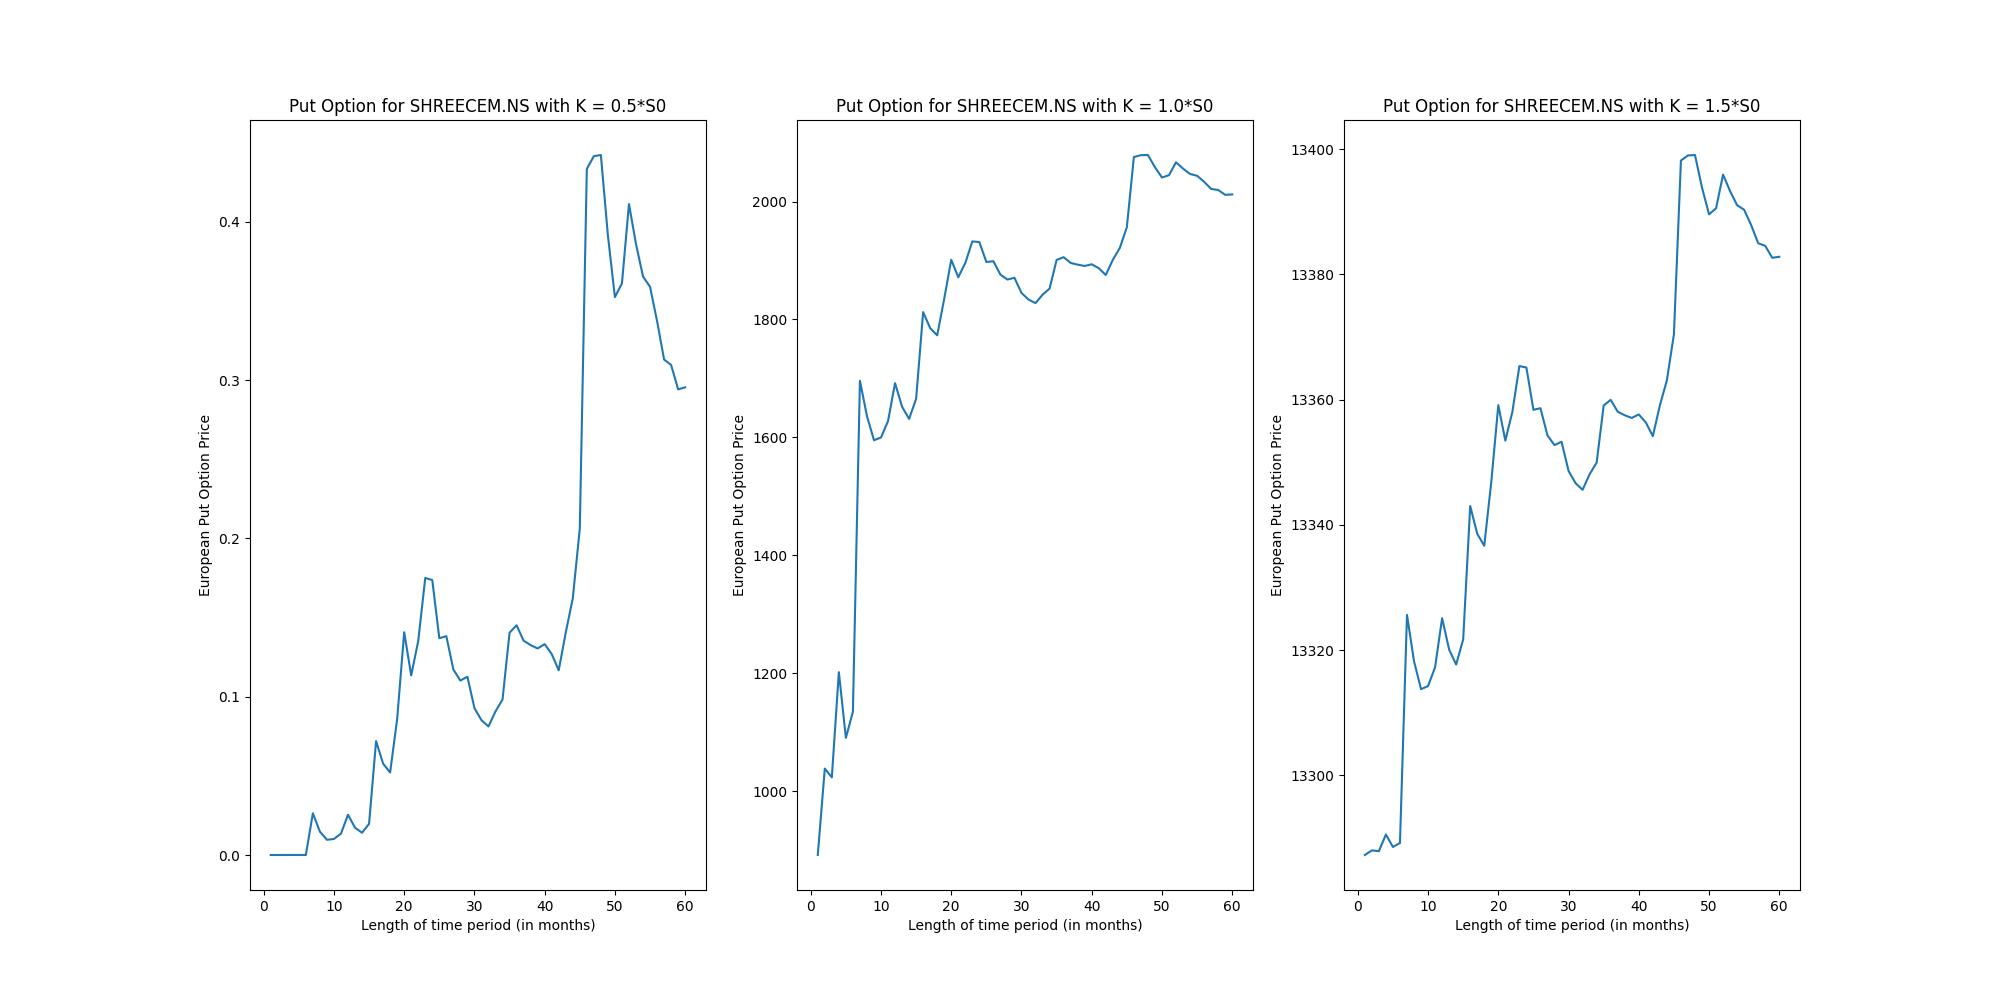 Put Option for SHREECEM.NS with K = 0.5*S0
European Put Option Price
0.4
0.3
0.2
0.1
0.0
0 10 20 30 40 50 60
Length of time period (in months)
Put Option for SHREECEM.NS with K = 1.0*S0
European Put Option Price
2000
1800
1600
1400
1200
1000
0 10 20 30 40 50 60
Length of time period (in months)
Put Option for SHREECEM.NS with K = 1.5*S0
European Put Option Price
13400
13380
13360
13340
13320
13300
0 10 20 30 40 50 60
Length of time period (in months)